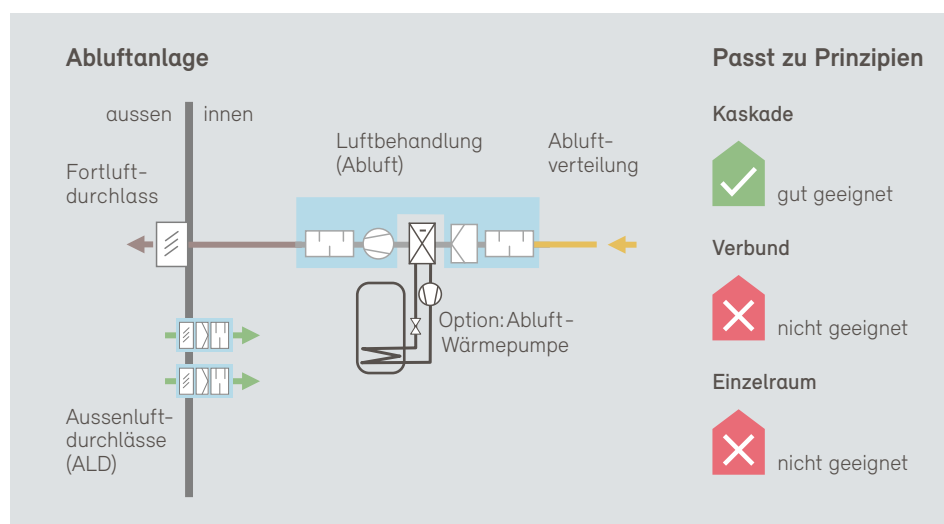 Abluftanlage
aussen
innen
Fortluft-
durchlass
Luftbehandlung
(Abluft)
Abluft-
verteilung
Option: Abluft-
Wärmepumpe
Aussenluft-
durchlässe
(ALD)
Passt zu Prinzipien
Kaskade
gut geeignet
Verbund
nicht geeignet
Einzelraum
nicht geeignet